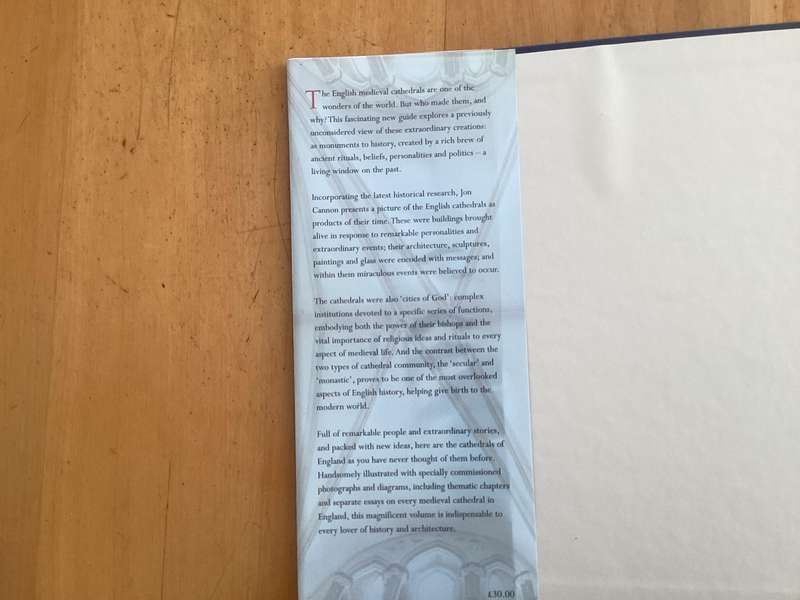 The English medieval cathedrals are one of the
wonders of the world. But who made them, and
why? This fascinating new guide explores a previously
unconsidered view of these extraordinary creations:
as monuments to history, created by a rich brew of
ancient rituals, beliefs, personalities and politics – a
living window on the past.
Incorporating the latest historical research, Jon
Cannon presents a picture of the English cathedrals as
products of their time. These were buildings brought
alive in response to remarkable personalities and
extraordinary events; their architecture, sculptures,
paintings and glass were encoded with messages; and
within them miraculous events were believed to occur.
The cathedrals were also 'cities of God': complex
institutions devoted to a specific series of functions,
embodying both the power of their bishops and the
vital importance of religious ideas and rituals to every
aspect of medieval life. And the contrast between the
two types of cathedral community, the 'secular' and
'monastic', proves to be one of the most overlooked
aspects of English history, helping give birth to the
modern world.
Full of remarkable people and extraordinary stories,
and packed with new ideas, here are the cathedrals of
England as you have never thought of them before.
Handsomely illustrated with specially commissioned
photographs and diagrams, including thematic chapters
and separate essays on every medieval cathedral in
England, this magnificent volume is indispensable to
every lover of history and architecture.
£30.00